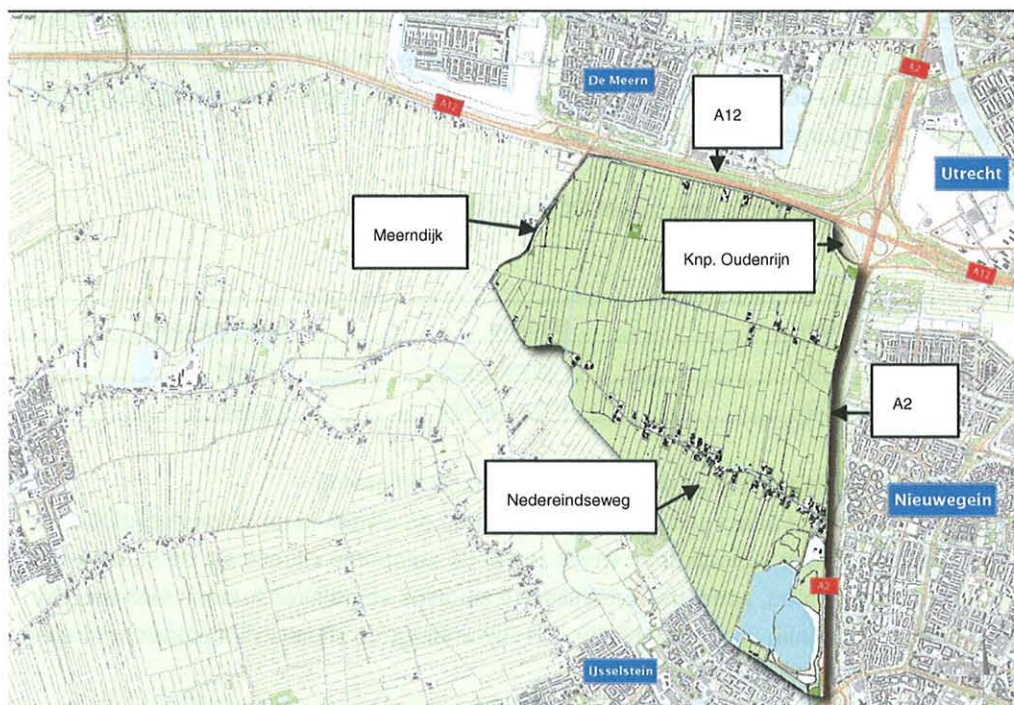 De Meern
A2
A12
A12
Utrecht
Meerndijk
Knp. Oudenrijn
A12
A2
Nedereindseweg
Nieuwegein
A2
IJsselstein